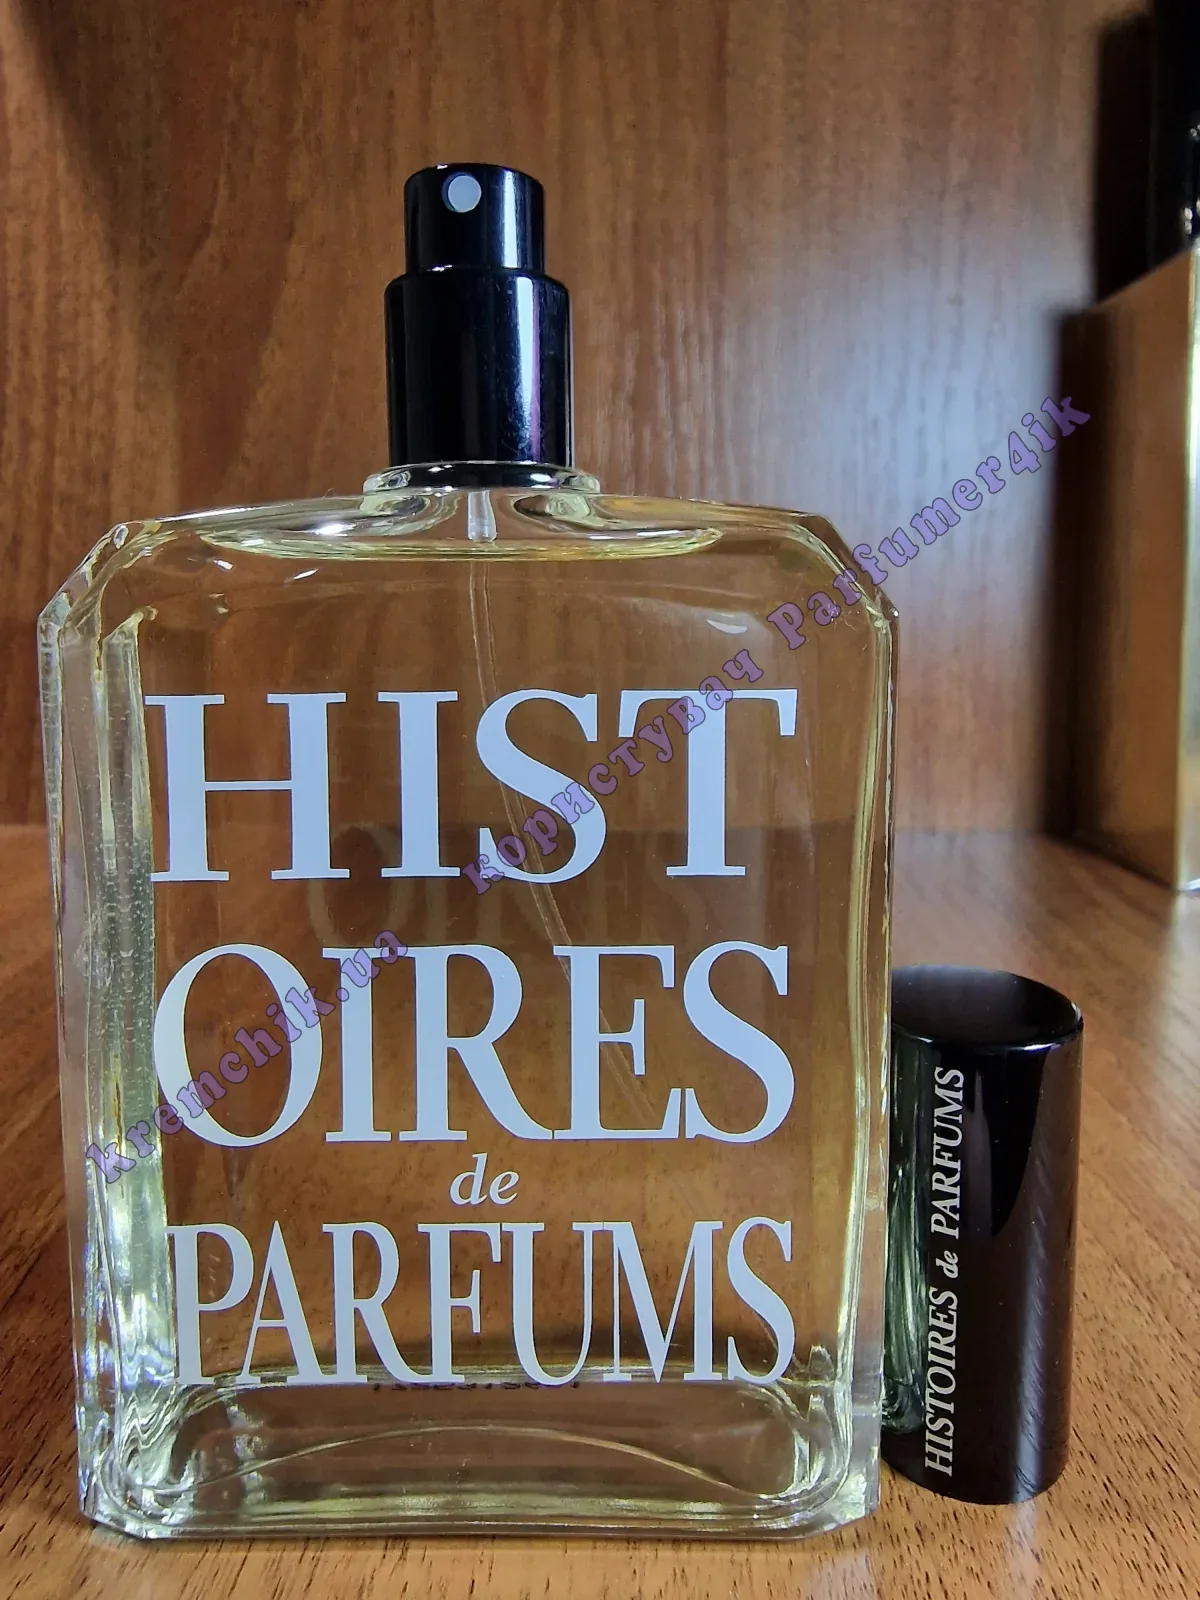 HIST
OIRES
de
PARFUMS
HISTOIRES de PARFUMS
kremchik.ua користувач Parfumer4ik